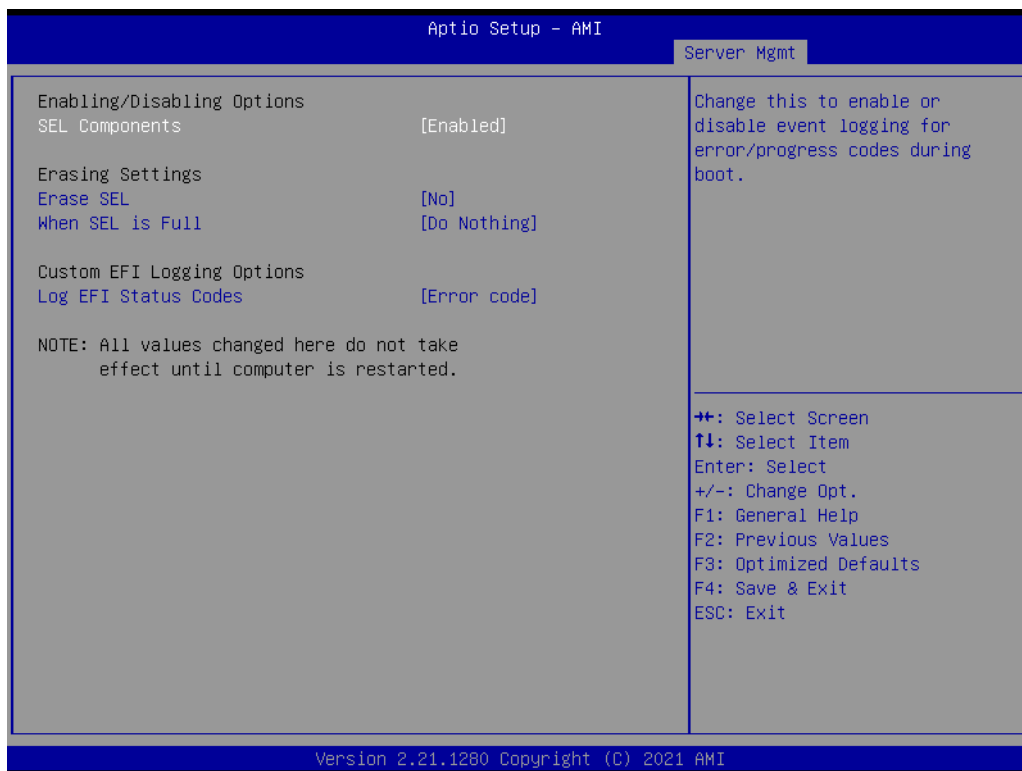 Aptio Setup – AMI
Server Mgmt
Enabling/Disabling Options
SEL Components [Enabled]
Erasing Settings
Erase SEL [No]
When SEL is Full [Do Nothing]
Custom EFI Logging Options
Log EFI Status Codes [Error code]
NOTE: All values changed here do not take
effect until computer is restarted.
Change this to enable or
disable event logging for
error/progress codes during
boot.
→←: Select Screen
↑↓: Select Item
Enter: Select
+/-: Change Opt.
F1: General Help
F2: Previous Values
F3: Optimized Defaults
F4: Save & Exit
ESC: Exit
Version 2.21.1280 Copyright (C) 2021 AMI